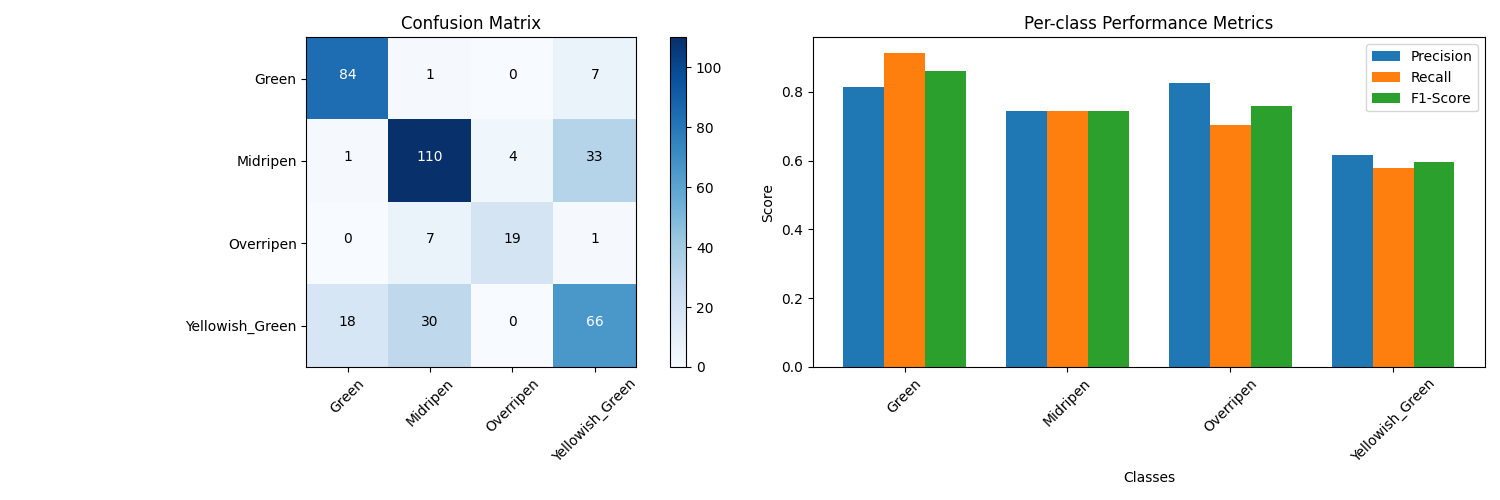 Confusion Matrix
Green 84 1 0 7
Midripen 1 110 4 33
Overripen 0 7 19 1
Yellowish_Green 18 30 0 66
Green Midripen Overripen Yellowish_Green
100
80
60
40
20
0
Per-class Performance Metrics
Precision
Recall
F1-Score
Score
0.8
0.6
0.4
0.2
0.0
Green Midripen Overripen Yellowish_Green
Classes